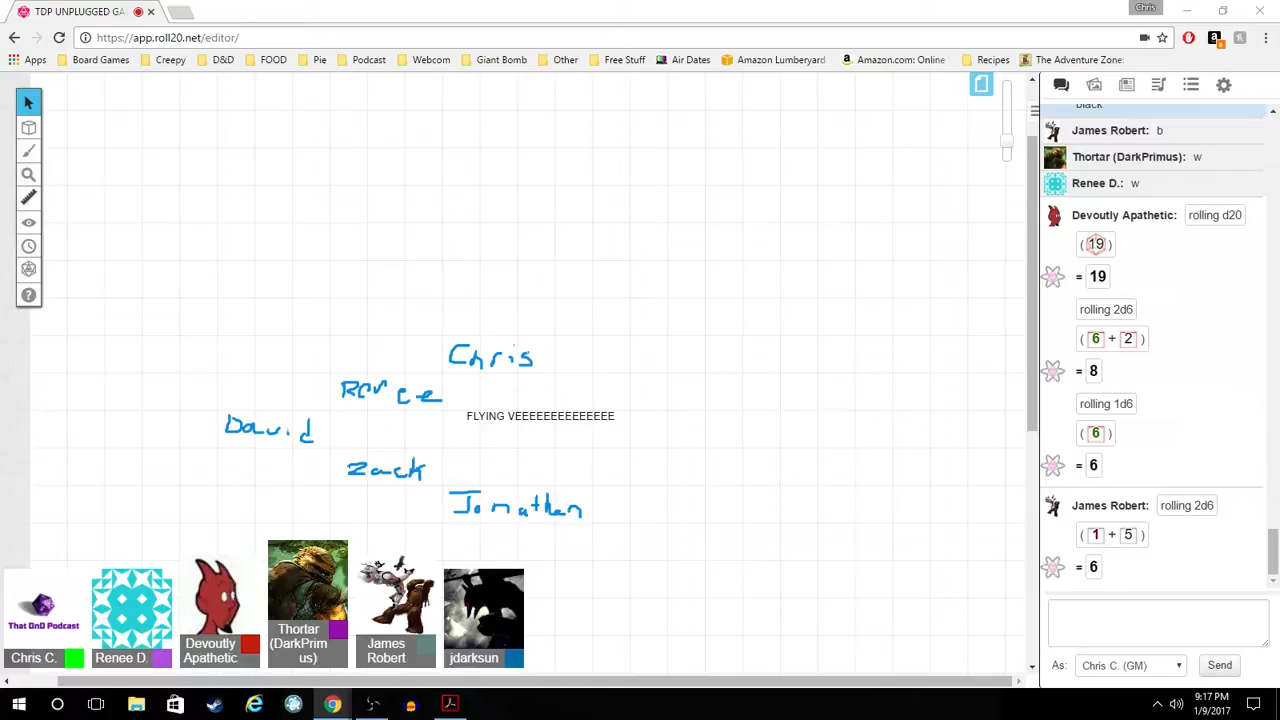 TDP UNPLUGGED GA
Chris
https://app.roll20.net/editor/
Apps Board Games Creepy D&D FOOD Pie Podcast Webcom Giant Bomb Other Free Stuff Air Dates Amazon Lumberyard Amazon.com: Online Recipes The Adventure Zone:
black
James Robert: b
Thortar (DarkPrimus): w
Renee D.: w
Devoutly Apathetic: rolling d20
(19)
= 19
rolling 2d6
(6 + 2)
= 8
rolling 1d6
(6)
= 6
James Robert: rolling 2d6
(1 + 5)
= 6
Chris
FLYING VEEEEEEEEEEEEEE
David
Zack
Jonathan
That DnD Podcast
Chris C.
Renee D.
Devoutly
Apathetic
Thortar
(DarkPrim
us)
James
Robert
jdarksun
As: Chris C. (GM) Send
9:17 PM
1/9/2017